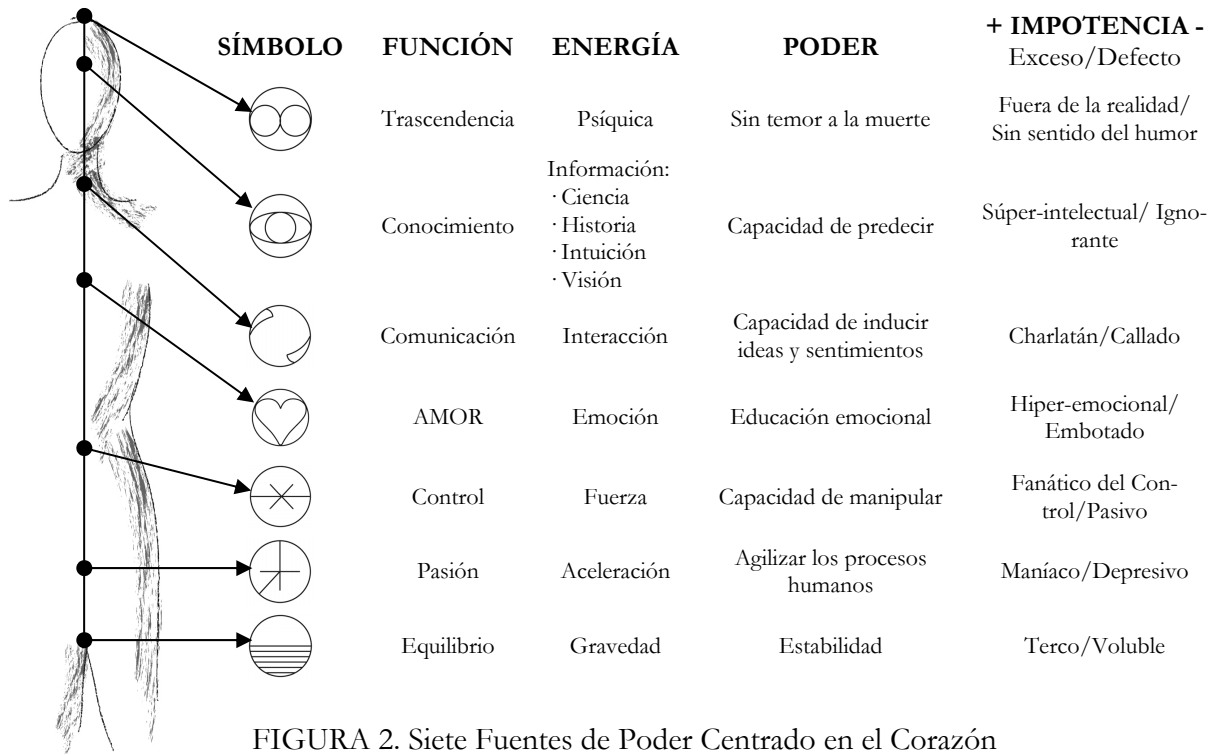 SÍMBOLO FUNCIÓN ENERGÍA PODER + IMPOTENCIA -
Exceso/Defecto
Trascendencia Psíquica Sin temor a la muerte Fuera de la realidad/
Sin sentido del humor
Conocimiento Información:
· Ciencia
· Historia
· Intuición
· Visión
Capacidad de predecir Súper-intelectual/ Igno-
rante
Comunicación Interacción Capacidad de inducir
ideas y sentimientos
Charlatán/Callado
AMOR Emoción Educación emocional Hiper-emocional/
Embotado
Control Fuerza Capacidad de manipular Fanático del Con-
trol/Pasivo
Pasión Aceleración Agilizar los procesos
humanos
Maníaco/Depresivo
Equilibrio Gravedad Estabilidad Terco/Voluble
FIGURA 2. Siete Fuentes de Poder Centrado en el Corazón